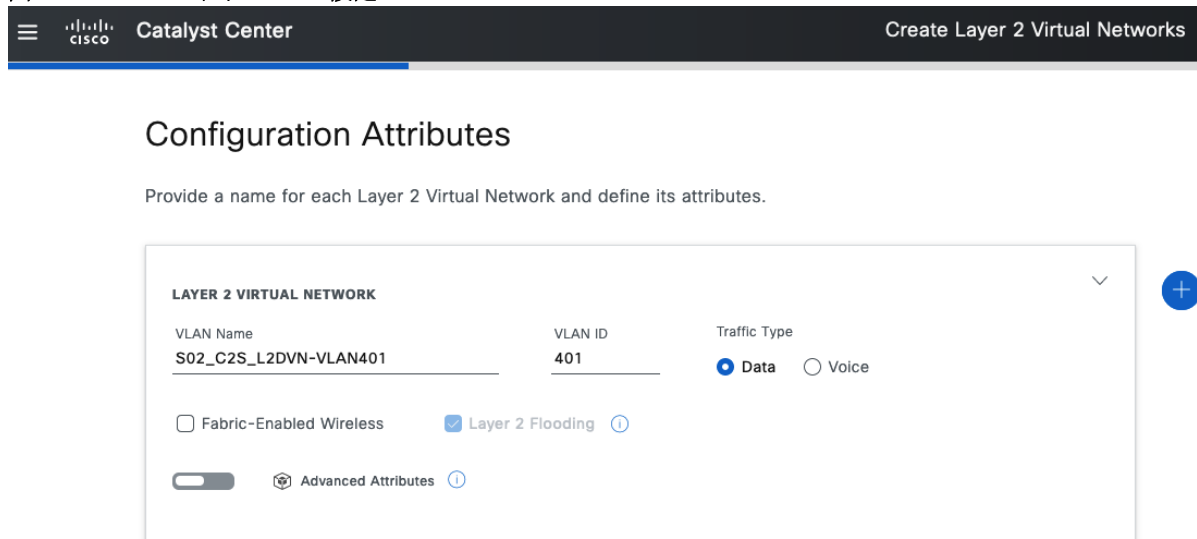 cisco Catalyst Center Create Layer 2 Virtual Networks
Configuration Attributes
Provide a name for each Layer 2 Virtual Network and define its attributes.
LAYER 2 VIRTUAL NETWORK
VLAN Name VLAN ID Traffic Type
S02_C2S_L2DVN-VLAN401 401 Data Voice
Fabric-Enabled Wireless Layer 2 Flooding
Advanced Attributes